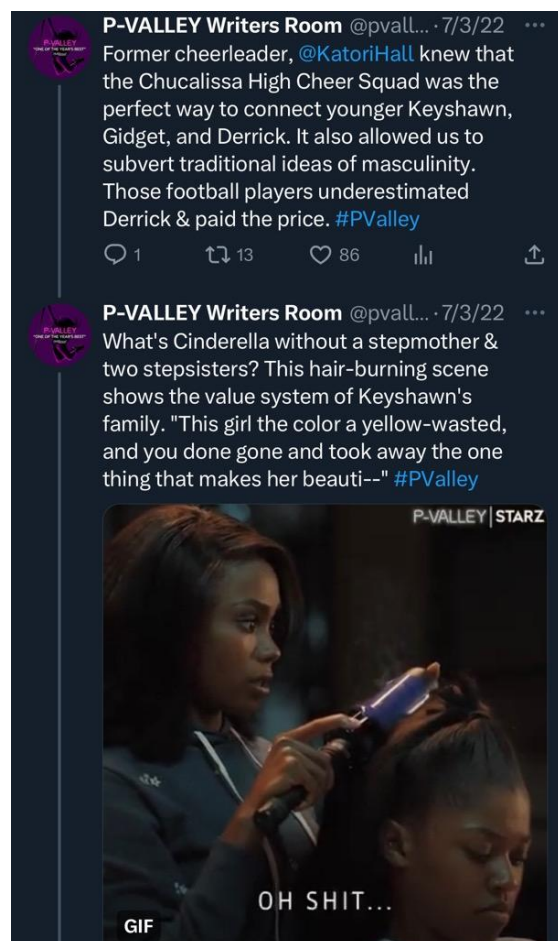 P-VALLEY Writers Room @pvall... · 7/3/22
Former cheerleader, @KatoriHall knew that
the Chucalissa High Cheer Squad was the
perfect way to connect younger Keyshawn,
Gidget, and Derrick. It also allowed us to
subvert traditional ideas of masculinity.
Those football players underestimated
Derrick & paid the price. #PValley
1 13 86
P-VALLEY Writers Room @pvall... · 7/3/22
What's Cinderella without a stepmother &
two stepsisters? This hair-burning scene
shows the value system of Keyshawn's
family. "This girl the color a yellow-wasted,
and you done gone and took away the one
thing that makes her beauti--" #PValley
P-VALLEY | STARZ
OH SHIT...
GIF